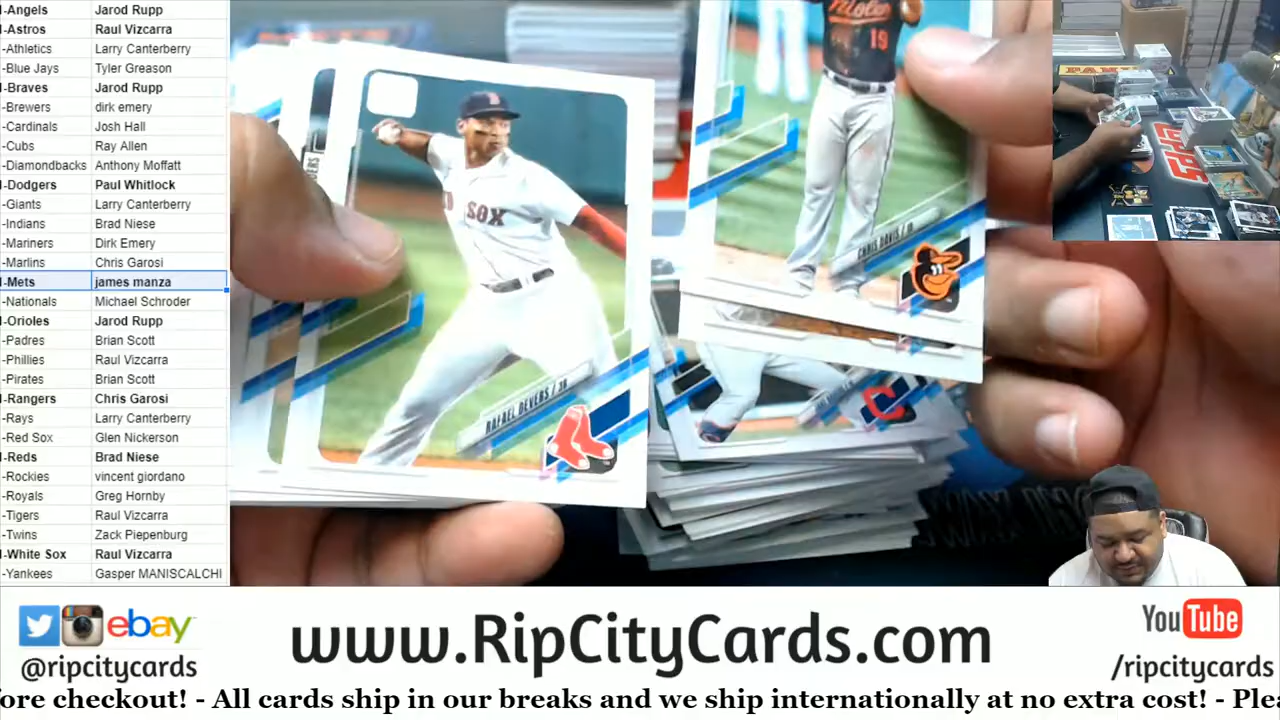 -Angels Jarod Rupp
-Astros Raul Vizcarra
-Athletics Larry Canterberry
-Blue Jays Tyler Greason
-Braves Jarod Rupp
-Brewers dirk emery
-Cardinals Josh Hall
-Cubs Ray Allen
-Diamondbacks Anthony Moffatt
-Dodgers Paul Whitlock
-Giants Larry Canterberry
-Indians Brad Niese
-Mariners Dirk Emery
-Marlins Chris Garosi
-Mets james manza
-Nationals Michael Schroder
-Orioles Jarod Rupp
-Padres Brian Scott
-Phillies Raul Vizcarra
-Pirates Brian Scott
-Rangers Chris Garosi
-Rays Larry Canterberry
-Red Sox Glen Nickerson
-Reds Brad Niese
-Rockies vincent giordano
-Royals Greg Hornby
-Tigers Raul Vizcarra
-Twins Zack Piepenburg
-White Sox Raul Vizcarra
-Yankees Gasper MANISCALCHI
19
CHRIS DAVIS / 1B
B
SOX
RAFAEL DEVERS / 3B
C
TOPPS
ebay
@ripcitycards
www.RipCityCards.com
YouTube
/ripcitycards
ore checkout! - All cards ship in our breaks and we ship internationally at no extra cost! - Plea